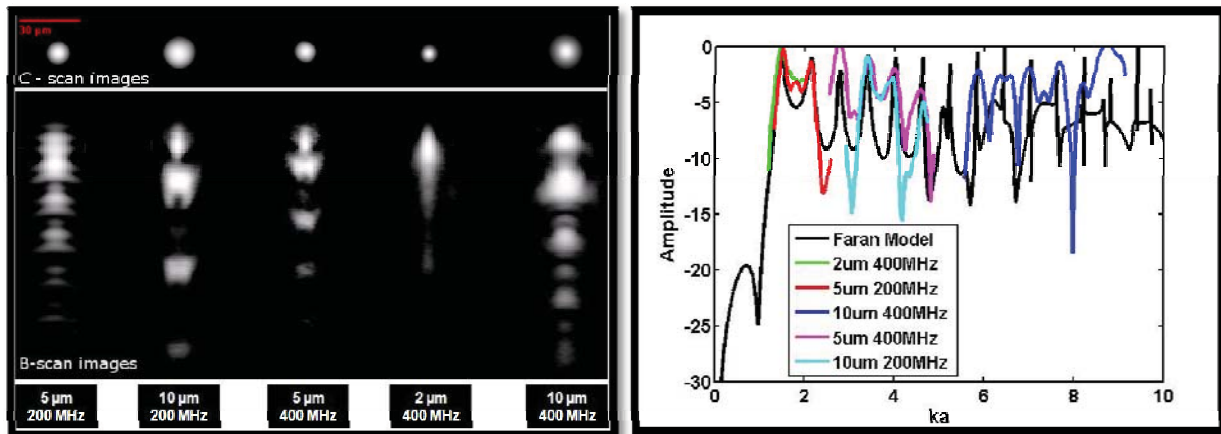 30 µm
C - scan images
B-scan images
5 µm
200 MHz
10 µm
200 MHz
5 µm
400 MHz
2 µm
400 MHz
10 µm
400 MHz
Amplitude
0
-5
-10
-15
-20
-25
-30
0
2
4
6
8
10
ka
Faran Model
2um 400MHz
5um 200MHz
10um 400MHz
5um 400MHz
10um 200MHz